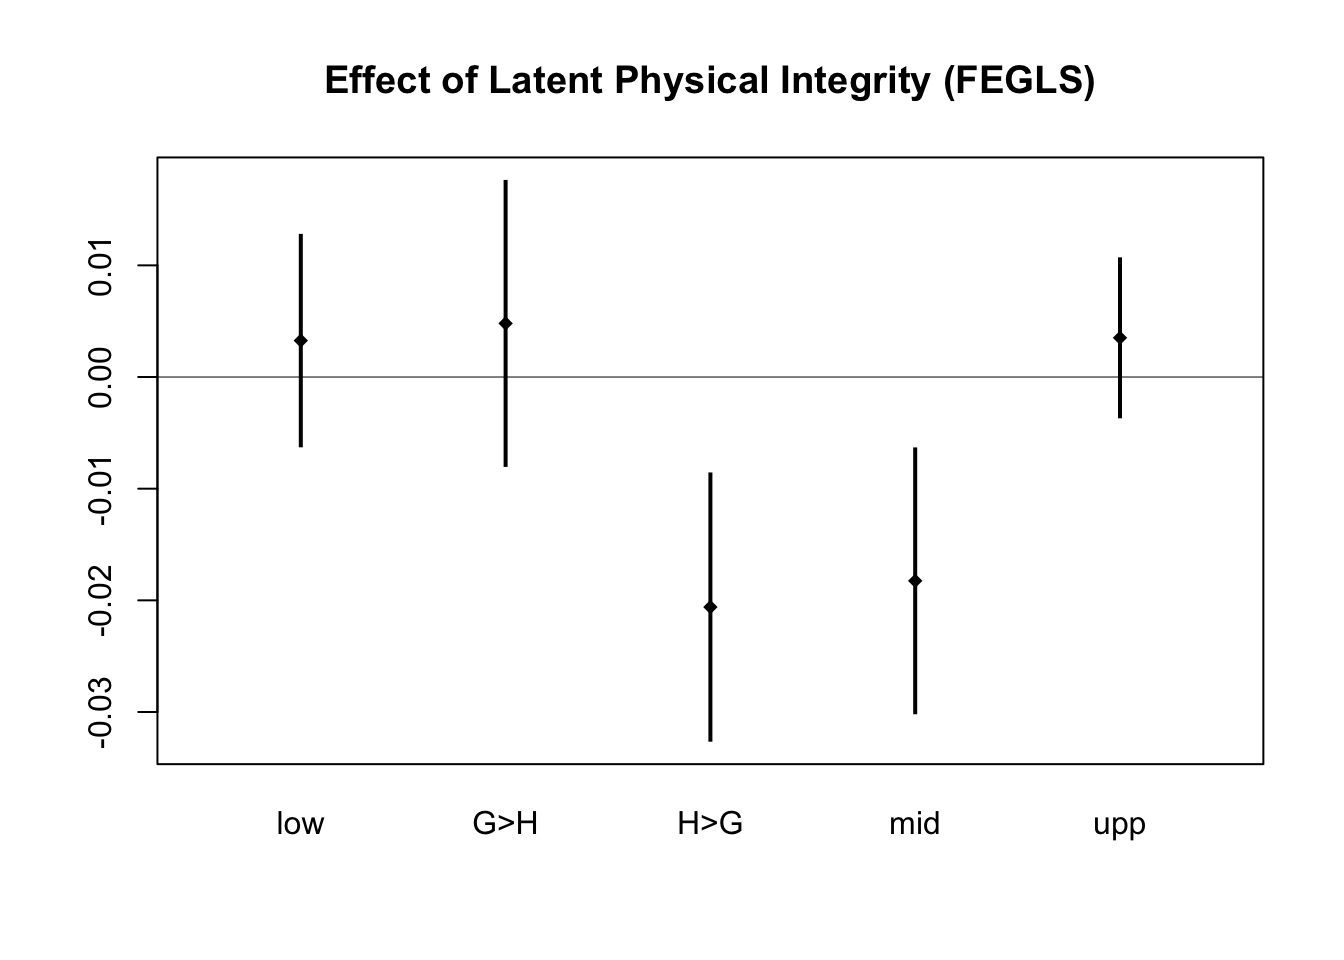 Effect of Latent Physical Integrity (FEGLS)
0.01
0.00
-0.01
-0.02
-0.03
low G>H H>G mid upp